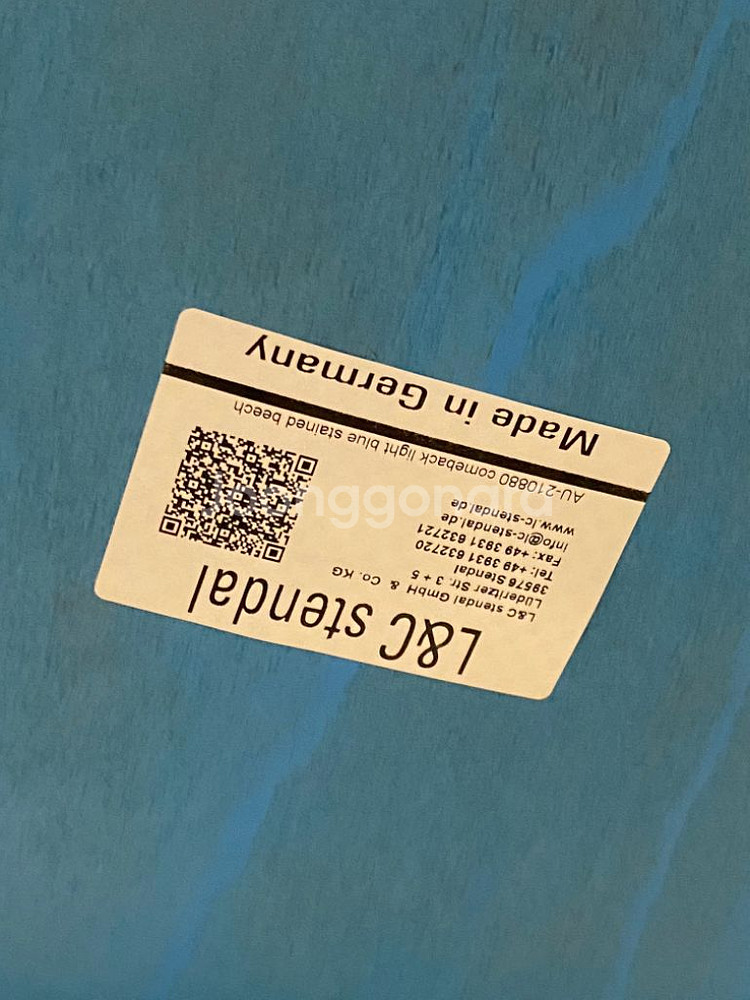 L&C stendal
L&C stendal GmbH & Co. KG
Lüderitzer Str. 3 + 5
39576 Stendal
Tel: +49 3931 632720
Fax: +49 3931 632721
info@lc-stendal.de
www.lc-stendal.de
AU-210880 comeback light blue stained beech
Made in Germany
Joonggonara